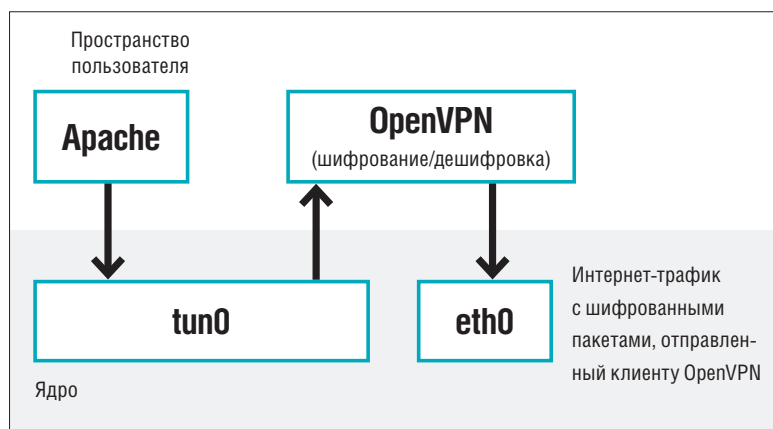 Пространство
пользователя
Apache
OpenVPN
(шифрование/дешифровка)
tun0
eth0
Интернет-трафик
с шифрованными
пакетами, отправлен-
ный клиенту OpenVPN
Ядро